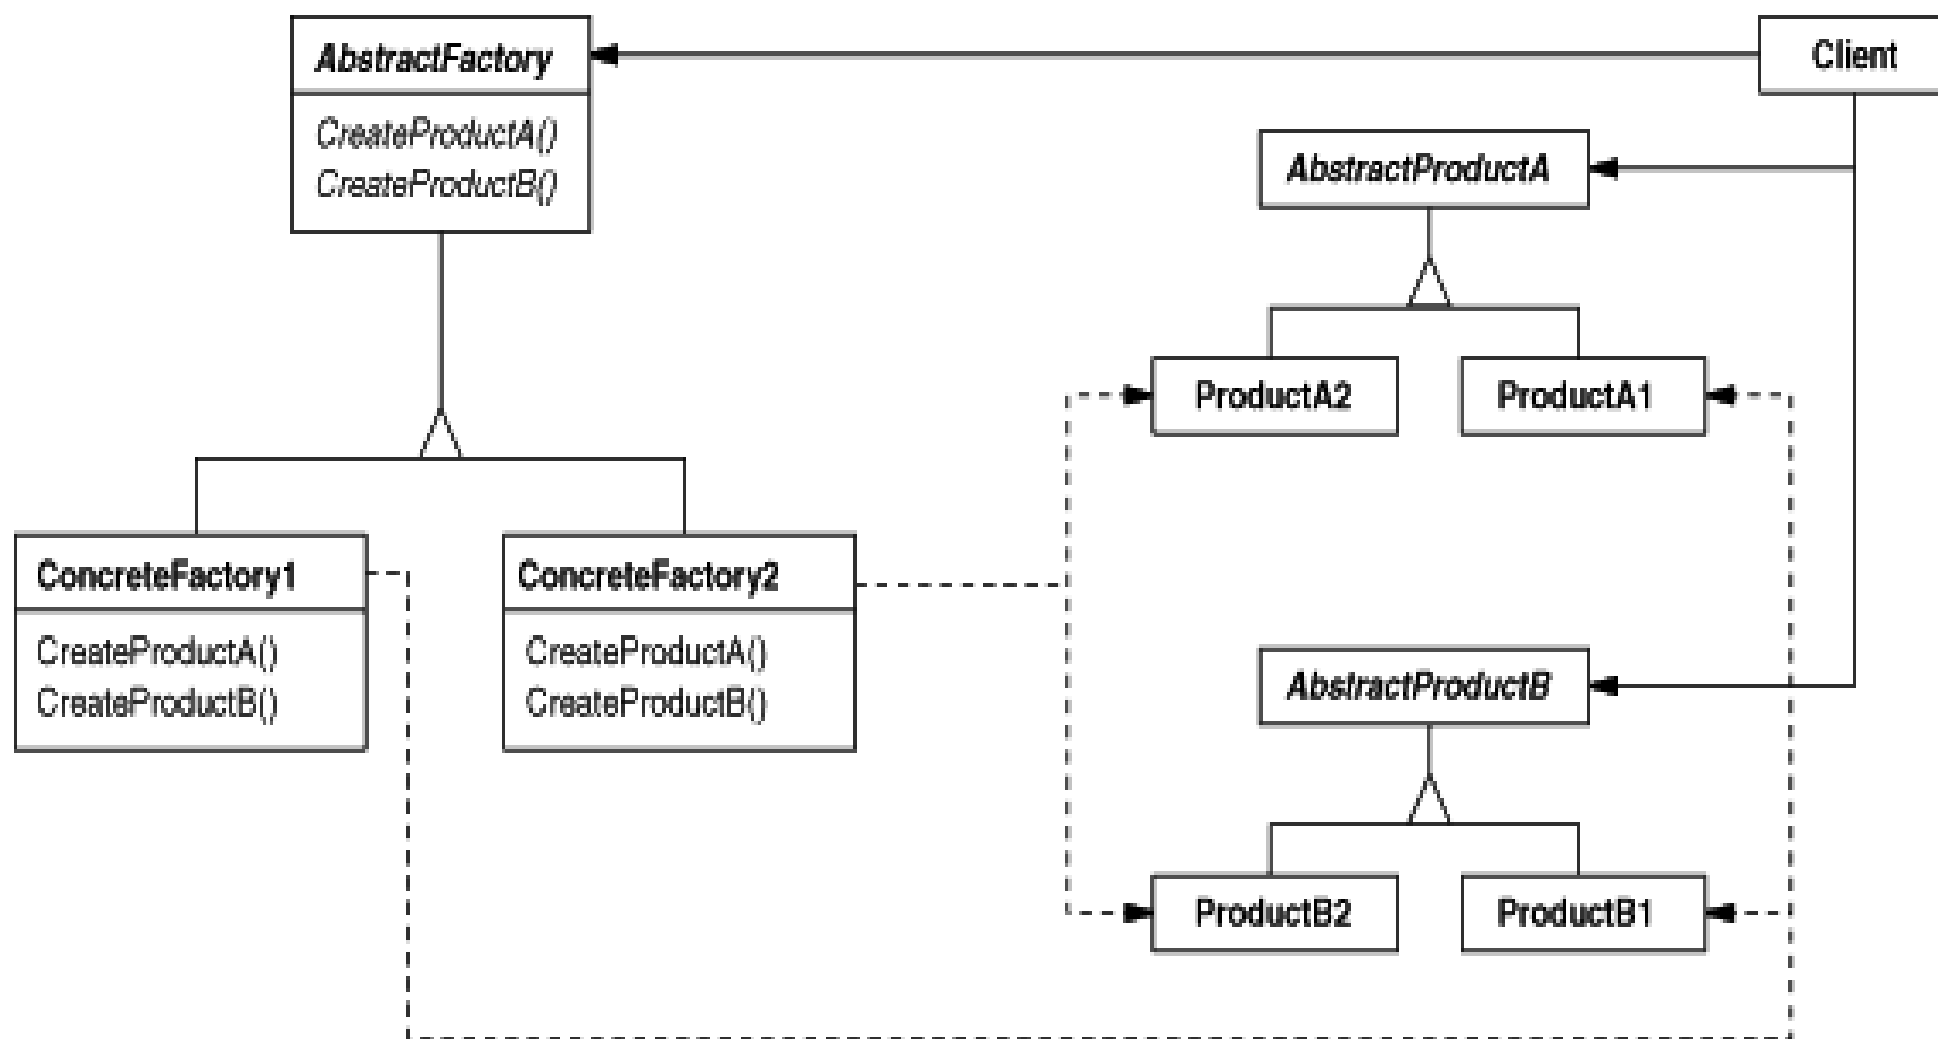 AbstractFactory
CreateProductA()
CreateProductB()
Client
AbstractProductA
ProductA2
ProductA1
ConcreteFactory1
CreateProductA()
CreateProductB()
ConcreteFactory2
CreateProductA()
CreateProductB()
AbstractProductB
ProductB2
ProductB1